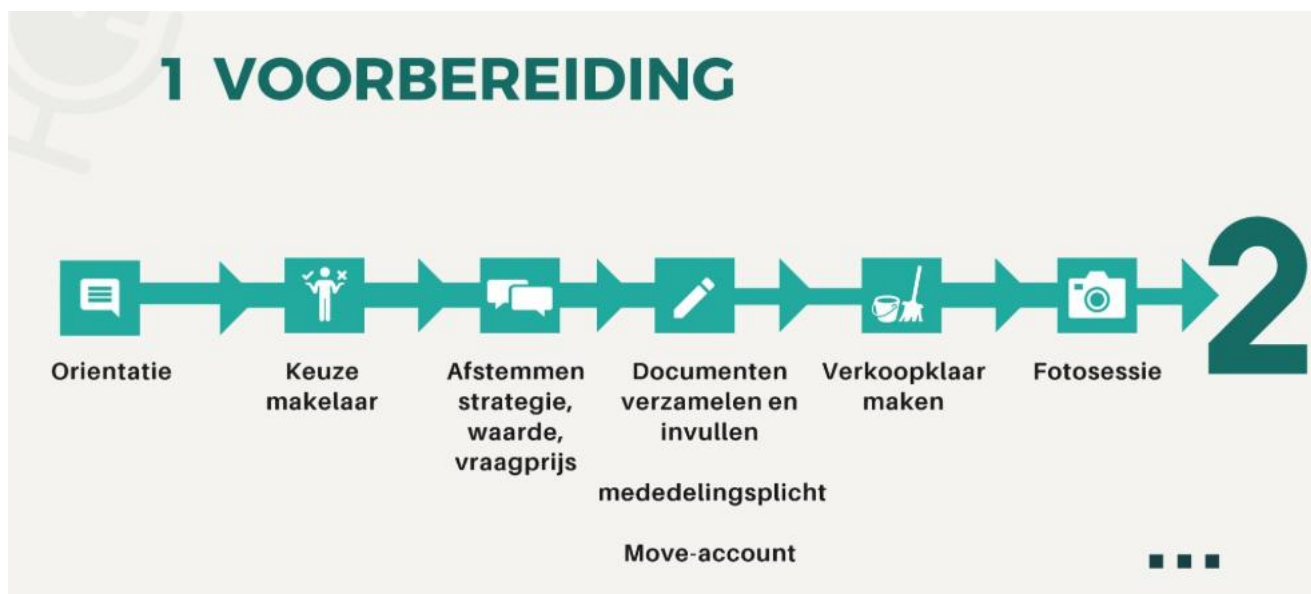 1 VOORBEREIDING
2
Orientatie
Keuze
makelaar
Afstemmen
strategie,
waarde,
vraagprijs
Documenten
verzamelen en
invullen
mededelingsplicht
Move-account
Verkoopklaar
maken
Fotosessie
...